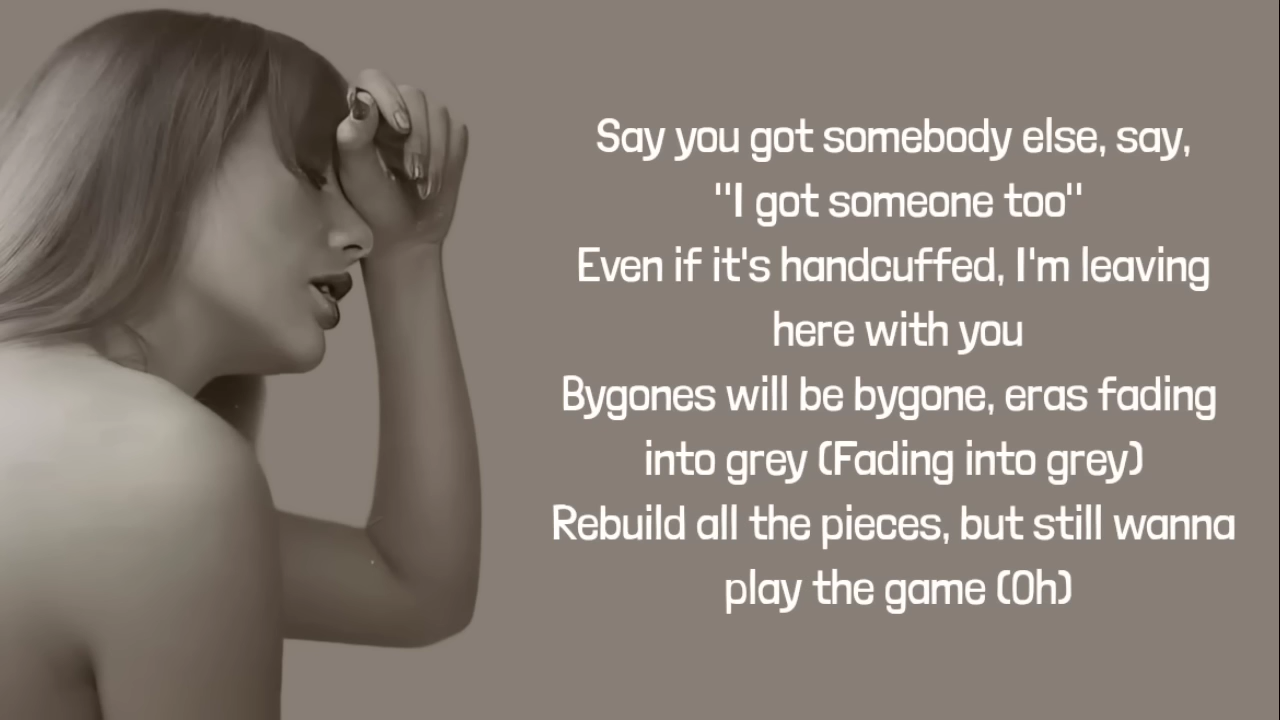 Say you got somebody else, say,
"I got someone too"
Even if it's handcuffed, I'm leaving
here with you
Bygones will be bygone, eras fading
into grey (Fading into grey)
Rebuild all the pieces, but still wanna
play the game (Oh)